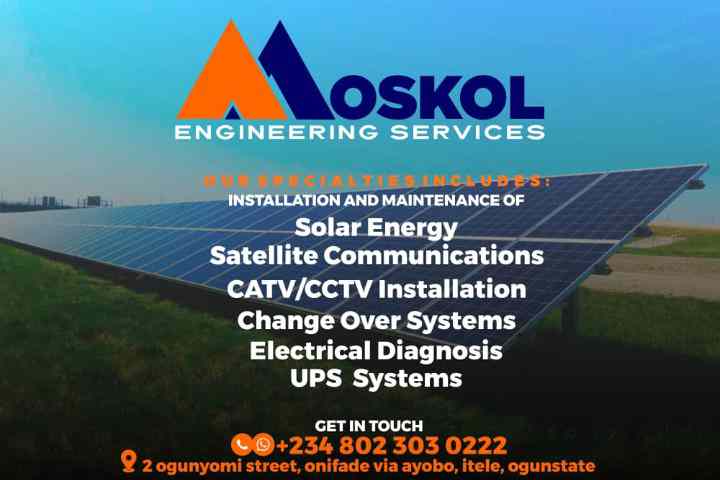 MOSKOL
ENGINEERING SERVICES
OUR SPECIALTIES INCLUDES:
INSTALLATION AND MAINTENANCE OF
Solar Energy
Satellite Communications
CATV/CCTV Installation
Change Over Systems
Electrical Diagnosis
UPS Systems
GET IN TOUCH
+234 802 303 0222
2 ogunyomi street, onifade via ayobo, itele, ogunstate